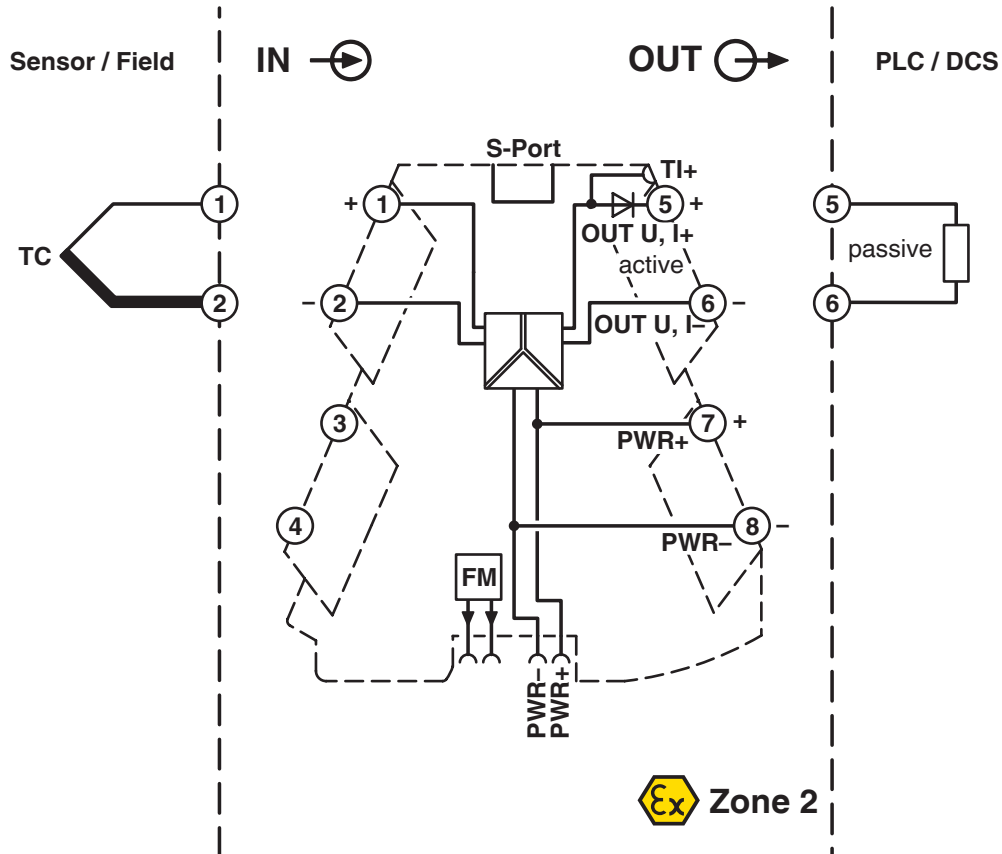 Sensor / Field
IN
OUT
PLC / DCS
S-Port
TI+
1
+ 1
5 +
5
OUT U, I+
TC
active
passive
2
– 2
6 –
6
OUT U, I–
3
7 +
PWR+
4
8 –
PWR–
FM
PWR–
PWR+
Ex Zone 2